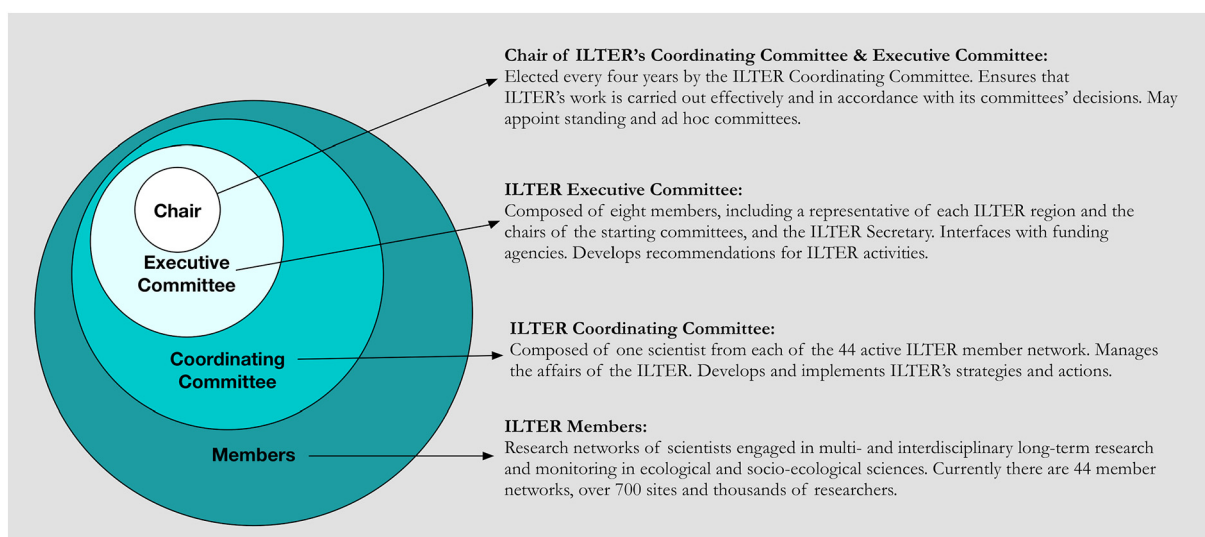 Chair of ILTER's Coordinating Committee & Executive Committee:
Elected every four years by the ILTER Coordinating Committee. Ensures that
ILTER's work is carried out effectively and in accordance with its committees' decisions. May
appoint standing and ad hoc committees.
ILTER Executive Committee:
Composed of eight members, including a representative of each ILTER region and the
chairs of the starting committees, and the ILTER Secretary. Interfaces with funding
agencies. Develops recommendations for ILTER activities.
ILTER Coordinating Committee:
Composed of one scientist from each of the 44 active ILTER member network. Manages
the affairs of the ILTER. Develops and implements ILTER's strategies and actions.
ILTER Members:
Research networks of scientists engaged in multi- and interdisciplinary long-term research
and monitoring in ecological and socio-ecological sciences. Currently there are 44 member
networks, over 700 sites and thousands of researchers.
Chair
Executive
Committee
Coordinating
Committee
Members